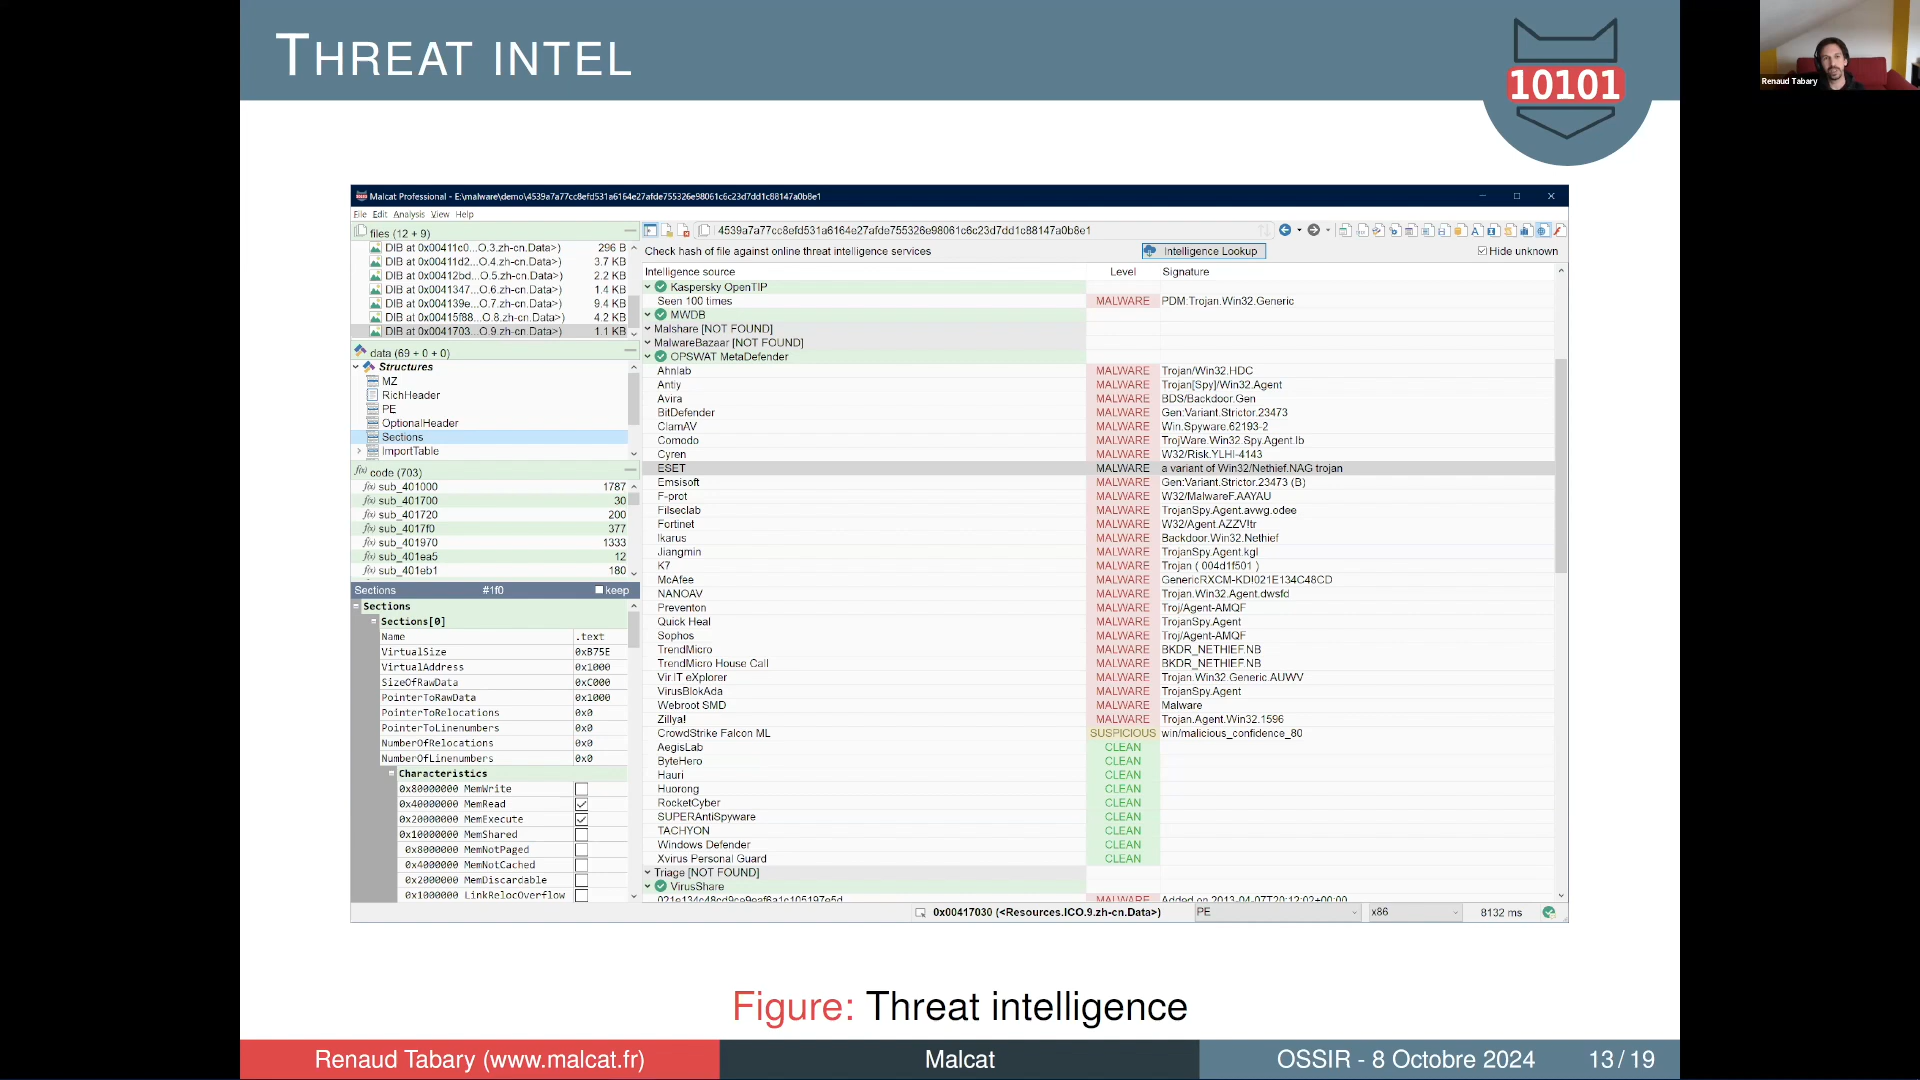 THREAT INTEL
10101
Renaud Tabary
Malcat Professional - E:\malware\demo\4539a7a77cc8efd531a6164e27afde755326e98061c6c23d7dd1c88147a0b8e1
File Edit Analysis View Help
files (12 + 9)
DIB at 0x00411c0...O.3.zh-cn.Data>) 296 B
DIB at 0x00411d2...O.4.zh-cn.Data>) 3.7 KB
DIB at 0x00412bd...O.5.zh-cn.Data>) 2.2 KB
DIB at 0x0041347...O.6.zh-cn.Data>) 1.4 KB
DIB at 0x004139e...O.7.zh-cn.Data>) 9.4 KB
DIB at 0x00415f88...O.8.zh-cn.Data>) 4.2 KB
DIB at 0x0041703...O.9.zh-cn.Data>) 1.1 KB
data (69 + 0 + 0)
Structures
MZ
RichHeader
PE
OptionalHeader
Sections
ImportTable
code (703)
sub_401000 1787
sub_401700 30
sub_401720 200
sub_4017f0 377
sub_401970 1333
sub_401ea5 12
sub_401eb1 180
Sections #1f0 keep
Sections
Sections[0]
Name .text
VirtualSize 0xB75E
VirtualAddress 0x1000
SizeOfRawData 0xC000
PointerToRawData 0x1000
PointerToRelocations 0x0
PointerToLinenumbers 0x0
NumberOfRelocations 0x0
NumberOfLinenumbers 0x0
Characteristics
0x80000000 MemWrite
0x40000000 MemRead
0x20000000 MemExecute
0x10000000 MemShared
0x8000000 MemNotPaged
0x4000000 MemNotCached
0x2000000 MemDiscardable
0x1000000 LinkRelocOverflow
4539a7a77cc8efd531a6164e27afde755326e98061c6c23d7dd1c88147a0b8e1
Check hash of file against online threat intelligence services Intelligence Lookup Hide unknown
Intelligence source Level Signature
Kaspersky OpenTIP
Seen 100 times MALWARE PDM:Trojan.Win32.Generic
MWDB
Malshare [NOT FOUND]
MalwareBazaar [NOT FOUND]
OPSWAT MetaDefender
Ahnlab MALWARE Trojan/Win32.HDC
Antiy MALWARE Trojan[Spy]/Win32.Agent
Avira MALWARE BDS/Backdoor.Gen
BitDefender MALWARE Gen:Variant.Strictor.23473
ClamAV MALWARE Win.Spyware.62193-2
Comodo MALWARE TrojWare.Win32.Spy.Agent.lb
Cyren MALWARE W32/Risk.YLHI-4143
ESET MALWARE a variant of Win32/Nethief.NAG trojan
Emsisoft MALWARE Gen:Variant.Strictor.23473 (B)
F-prot MALWARE W32/MalwareF.AAYAU
Filseclab MALWARE TrojanSpy.Agent.avwg.odee
Fortinet MALWARE W32/Agent.AZZV!tr
Ikarus MALWARE Backdoor.Win32.Nethief
Jiangmin MALWARE TrojanSpy.Agent.kgl
K7 MALWARE Trojan ( 004d1f501 )
McAfee MALWARE GenericRXCM-KD!021E134C48CD
NANOAV MALWARE Trojan.Win32.Agent.dwsfd
Preventon MALWARE Troj/Agent-AMQF
Quick Heal MALWARE TrojanSpy.Agent
Sophos MALWARE Troj/Agent-AMQF
TrendMicro MALWARE BKDR_NETHIEF.NB
TrendMicro House Call MALWARE BKDR_NETHIEF.NB
Vir.IT eXplorer MALWARE Trojan.Win32.Generic.AUWV
VirusBlokAda MALWARE TrojanSpy.Agent
Webroot SMD MALWARE Malware
Zillya! MALWARE Trojan.Agent.Win32.1596
CrowdStrike Falcon ML SUSPICIOUS win/malicious_confidence_80
AegisLab CLEAN
ByteHero CLEAN
Hauri CLEAN
Huorong CLEAN
RocketCyber CLEAN
SUPERAntiSpyware CLEAN
TACHYON CLEAN
Windows Defender CLEAN
Xvirus Personal Guard CLEAN
Triage [NOT FOUND]
VirusShare
021e134c48cd9ce9eaf6a1c105197e5d MALWARE Added on 2013-04-07T20:12:02+00:00
0x00417030 (<Resources.ICO.9.zh-cn.Data>) PE x86 8132 ms
Figure: Threat intelligence
Renaud Tabary (www.malcat.fr) Malcat OSSIR - 8 Octobre 2024 13 / 19